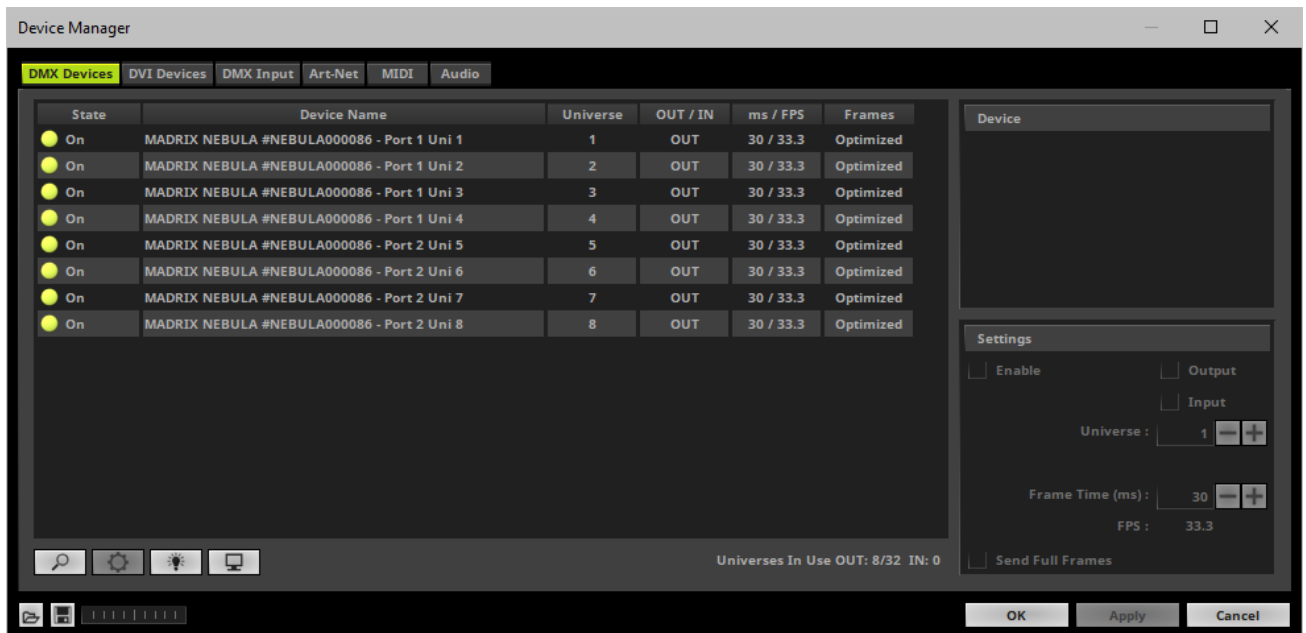 Device Manager
DMX Devices DVI Devices DMX Input Art-Net MIDI Audio
State Device Name Universe OUT / IN ms / FPS Frames
On MADRIX NEBULA #NEBULA000086 - Port 1 Uni 1 1 OUT 30 / 33.3 Optimized
On MADRIX NEBULA #NEBULA000086 - Port 1 Uni 2 2 OUT 30 / 33.3 Optimized
On MADRIX NEBULA #NEBULA000086 - Port 1 Uni 3 3 OUT 30 / 33.3 Optimized
On MADRIX NEBULA #NEBULA000086 - Port 1 Uni 4 4 OUT 30 / 33.3 Optimized
On MADRIX NEBULA #NEBULA000086 - Port 2 Uni 5 5 OUT 30 / 33.3 Optimized
On MADRIX NEBULA #NEBULA000086 - Port 2 Uni 6 6 OUT 30 / 33.3 Optimized
On MADRIX NEBULA #NEBULA000086 - Port 2 Uni 7 7 OUT 30 / 33.3 Optimized
On MADRIX NEBULA #NEBULA000086 - Port 2 Uni 8 8 OUT 30 / 33.3 Optimized
Universes In Use OUT: 8/32 IN: 0
Device
Settings
Enable Output
Input
Universe : 1
Frame Time (ms) : 30
FPS : 33.3
Send Full Frames
OK Apply Cancel